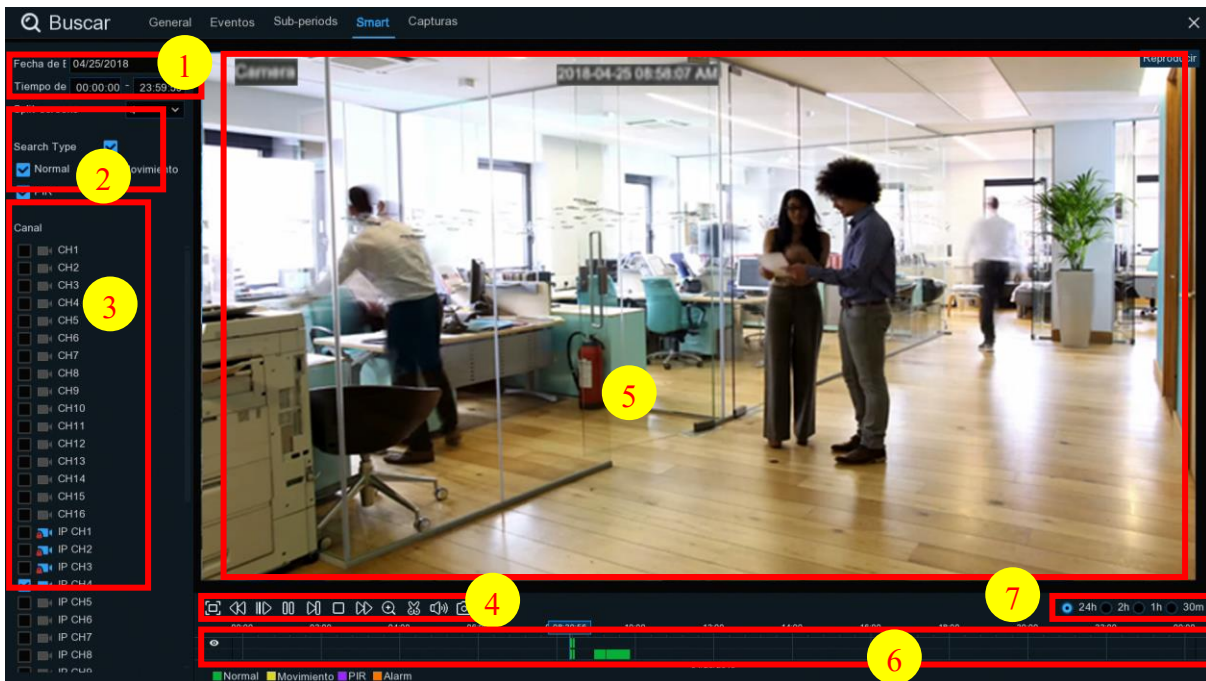 Buscar General Eventos Sub-periods Smart Capturas
Fecha de E 04/25/2018 1
Reproducir
Tiempo de 00:00:00 - 23:59:59
Camera 2018-04-25 08:58:07 AM
Search Type
Normal 2 ovimiento
PIR
Canal
CH1
CH2
CH3
CH4 3
CH5
CH6
CH7
CH8
CH9
5
CH10
CH11
CH12
CH13
CH14
CH15
CH16
IP CH1
IP CH2
IP CH3
IP CH4
IP CH5 4 7 24h 2h 1h 30m
IP CH6
IP CH7
IP CH8 6
IP CH9
Normal Movimiento PIR Alarm